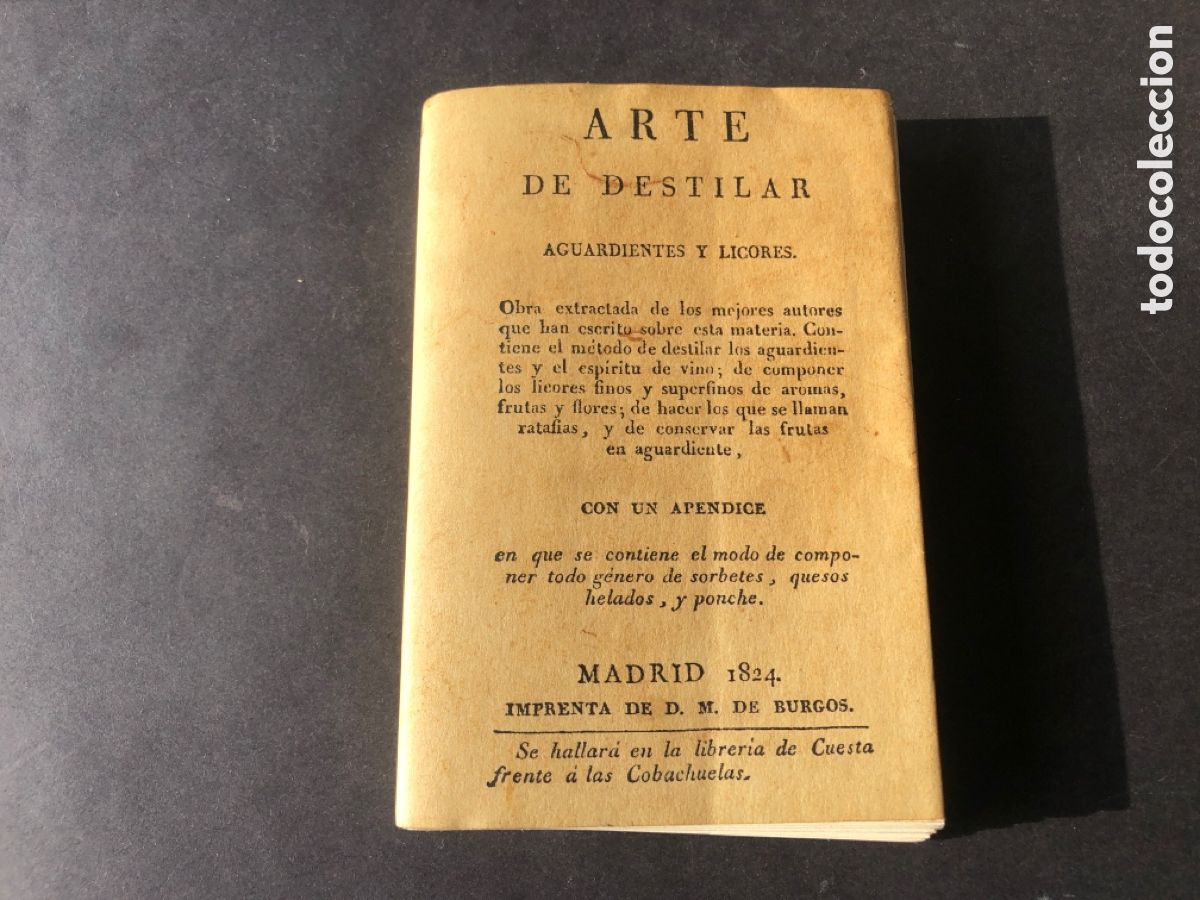 ARTE
DE DESTILAR
AGUARDIENTES Y LICORES.
Obra extractada de los mejores autores
que han escrito sobre esta materia. Con-
tiene el método de destilar los aguardien-
tes y el espíritu de vino; de componer
los licores finos y superfinos de aromas,
frutas y flores; de hacer los que se llaman
ratafias, y de conservar las frutas
en aguardiente,
CON UN APENDICE
en que se contiene el modo de compo-
ner todo género de sorbetes, quesos
helados, y ponche.
MADRID 1824.
IMPRENTA DE D. M. DE BURGOS.
Se hallará en la librería de Cuesta
frente á las Cobachuelas.
todocoleccion